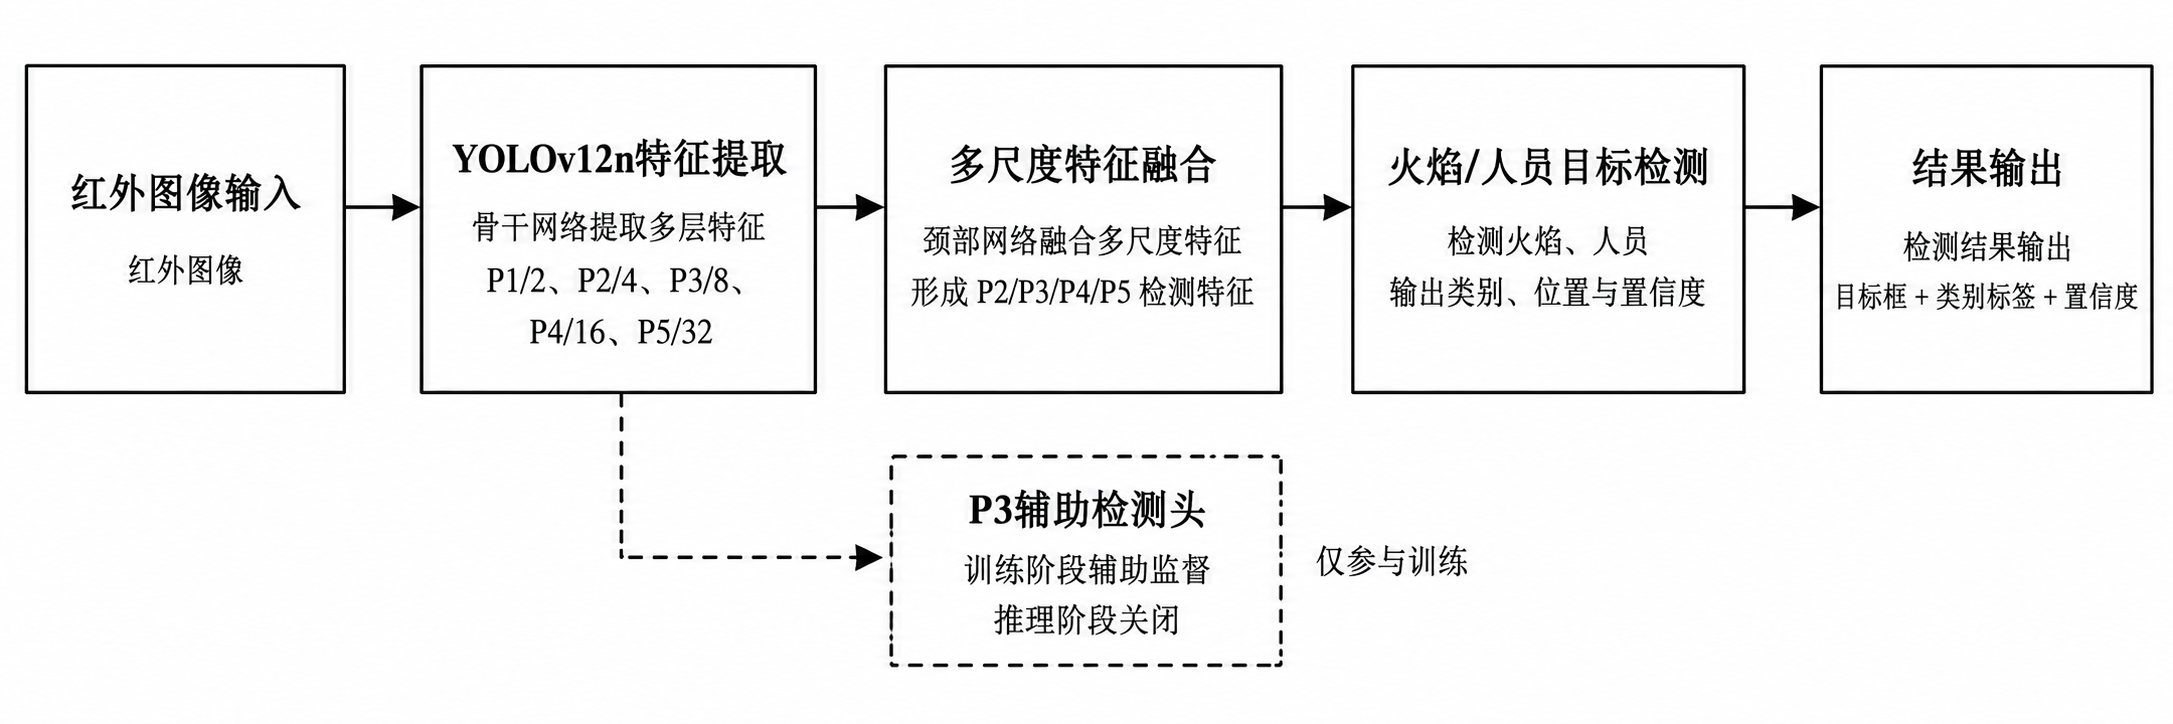 红外图像输入
红外图像
YOLOv12n特征提取
骨干网络提取多层特征
P1/2、P2/4、P3/8、
P4/16、P5/32
多尺度特征融合
颈部网络融合多尺度特征
形成 P2/P3/P4/P5 检测特征
火焰/人员目标检测
检测火焰、人员
输出类别、位置与置信度
结果输出
检测结果输出
目标框 + 类别标签 + 置信度
P3辅助检测头
训练阶段辅助监督
推理阶段关闭
仅参与训练